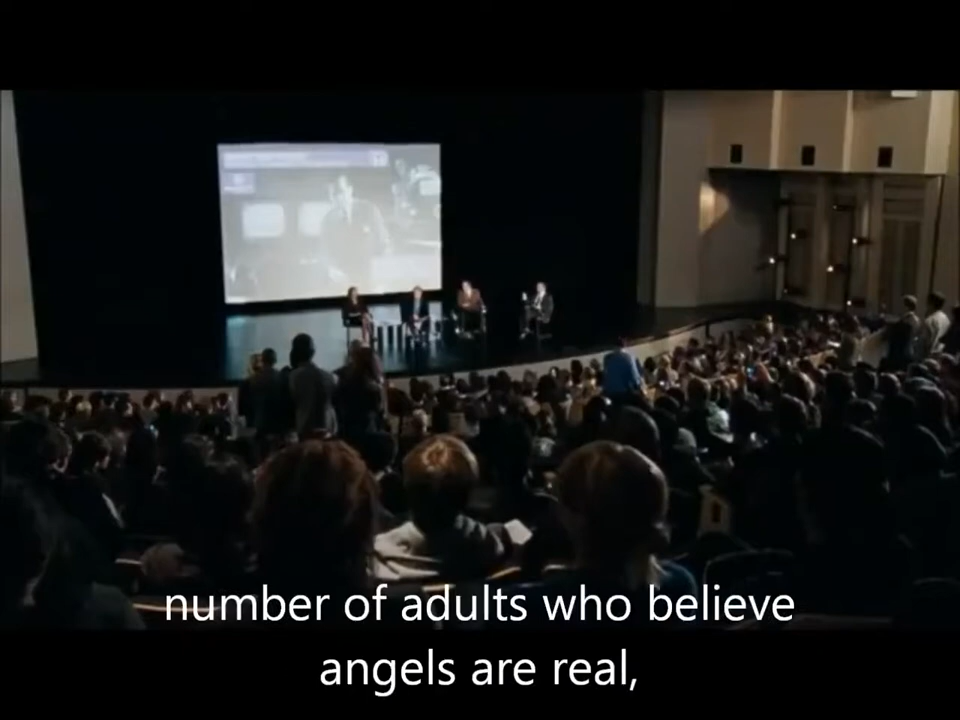 number of adults who believe
angels are real,